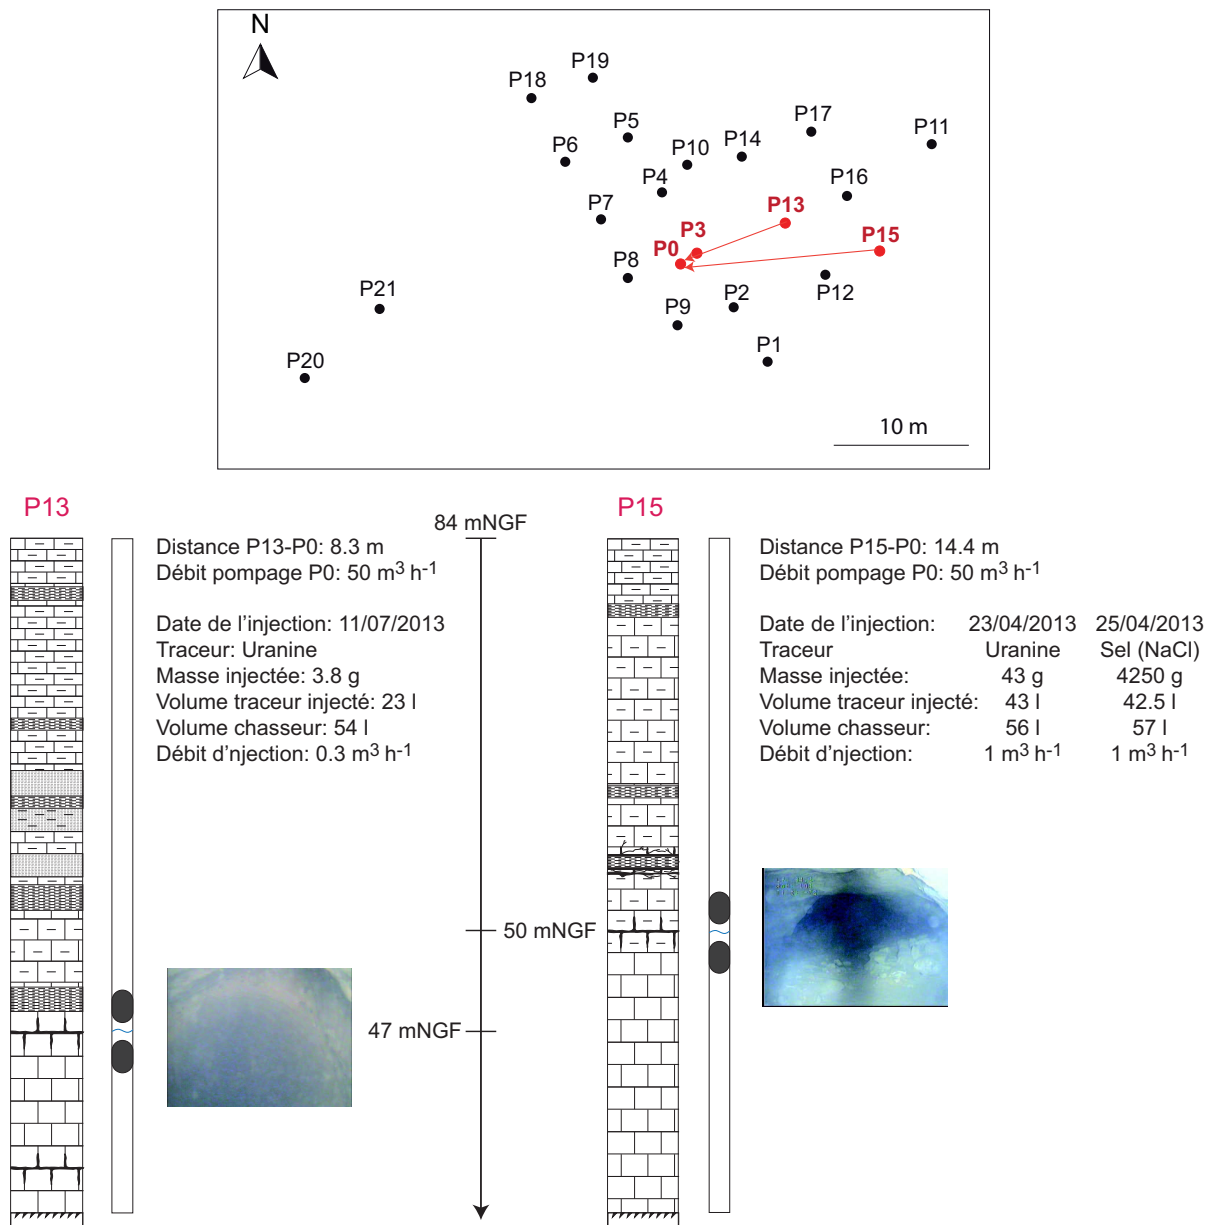 N
P19
P18
P17
P5
P11
P14
P6
P10
P4
P16
P7
P13
P3
P15
P0
P8
P12
P21
P2
P9
P1
P20
10 m
P13
84 mNGF
P15
Distance P13-P0: 8.3 m
Débit pompage P0: 50 m³ h⁻¹
Date de l'injection: 11/07/2013
Traceur: Uranine
Masse injectée: 3.8 g
Volume traceur injecté: 23 l
Volume chasseur: 54 l
Débit d'njection: 0.3 m³ h⁻¹
Distance P15-P0: 14.4 m
Débit pompage P0: 50 m³ h⁻¹
Date de l'injection: 23/04/2013 25/04/2013
Traceur Uranine Sel (NaCl)
Masse injectée: 43 g 4250 g
Volume traceur injecté: 43 l 42.5 l
Volume chasseur: 56 l 57 l
Débit d'njection: 1 m³ h⁻¹ 1 m³ h⁻¹
50 mNGF
47 mNGF